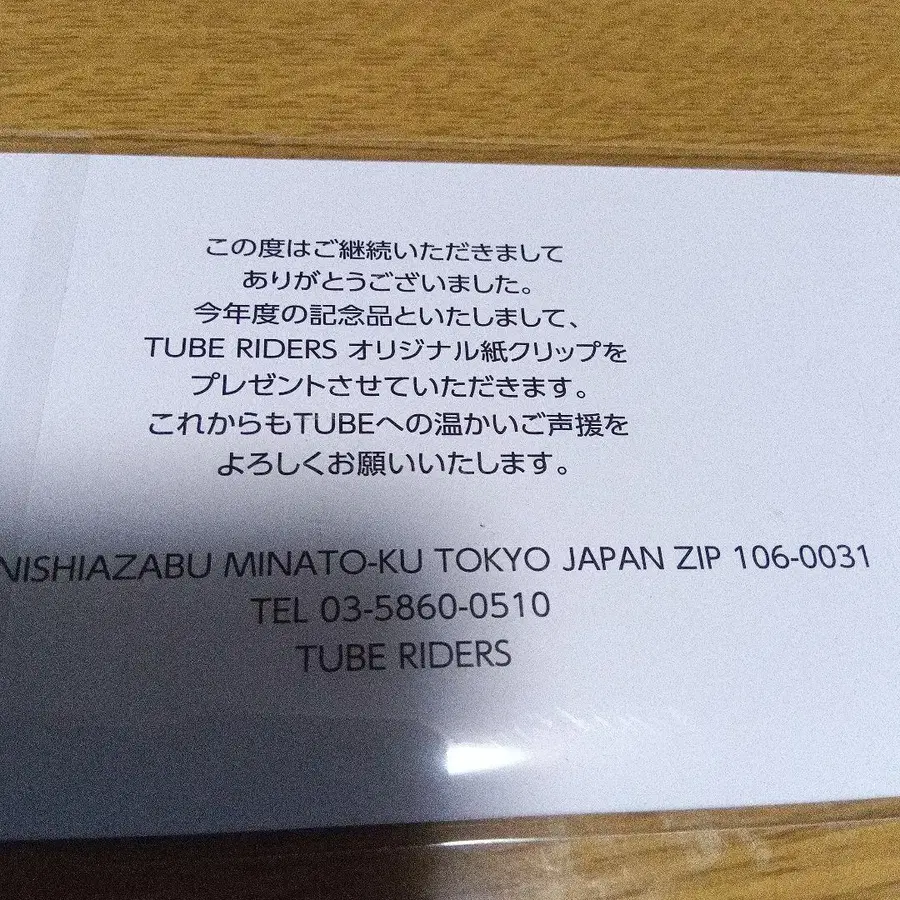 この度はご継続いただきまして
ありがとうございました。
今年度の記念品といたしまして、
TUBE RIDERS オリジナル紙クリップを
プレゼントさせていただきます。
これからもTUBEへの温かいご声援を
よろしくお願いいたします。
NISHIAZABU MINATO-KU TOKYO JAPAN ZIP 106-0031
TEL 03-5860-0510
TUBE RIDERS